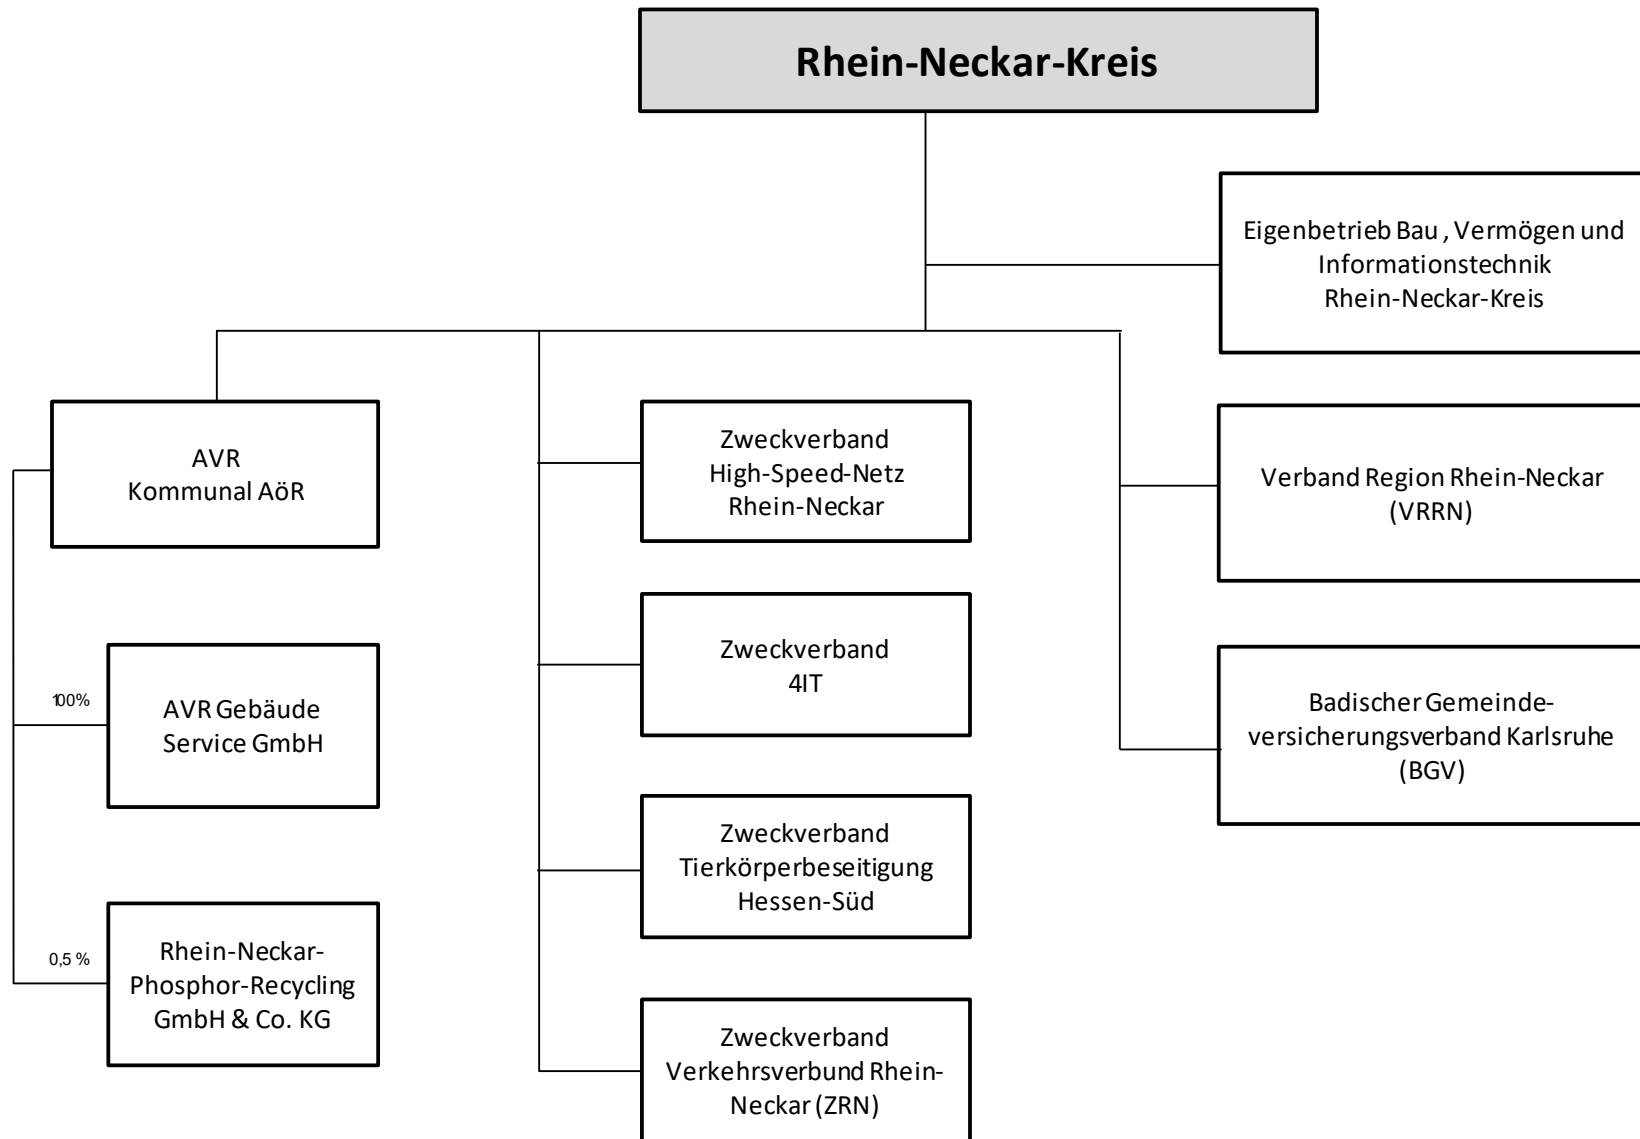 Rhein-Neckar-Kreis
Eigenbetrieb Bau, Vermögen und
Informationstechnik
Rhein-Neckar-Kreis
AVR
Kommunal AöR
Zweckverband
High-Speed-Netz
Rhein-Neckar
Verband Region Rhein-Neckar
(VRRN)
100%
AVR Gebäude
Service GmbH
Zweckverband
4IT
Badischer Gemeinde-
versicherungsverband Karlsruhe
(BGV)
0,5 %
Rhein-Neckar-
Phosphor-Recycling
GmbH & Co. KG
Zweckverband
Tierkörperbeseitigung
Hessen-Süd
Zweckverband
Verkehrsverbund Rhein-
Neckar (ZRN)